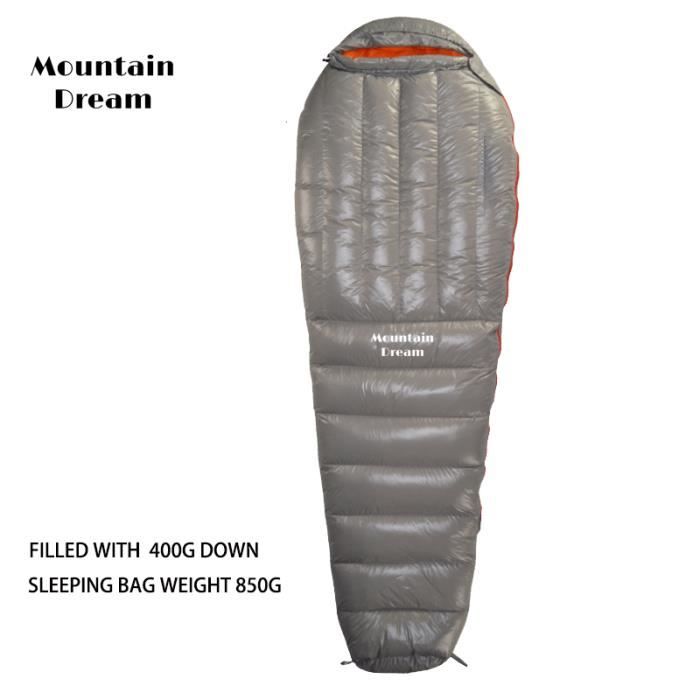 Mountain
Dream
Mountain
Dream
FILLED WITH 400G DOWN
SLEEPING BAG WEIGHT 850G